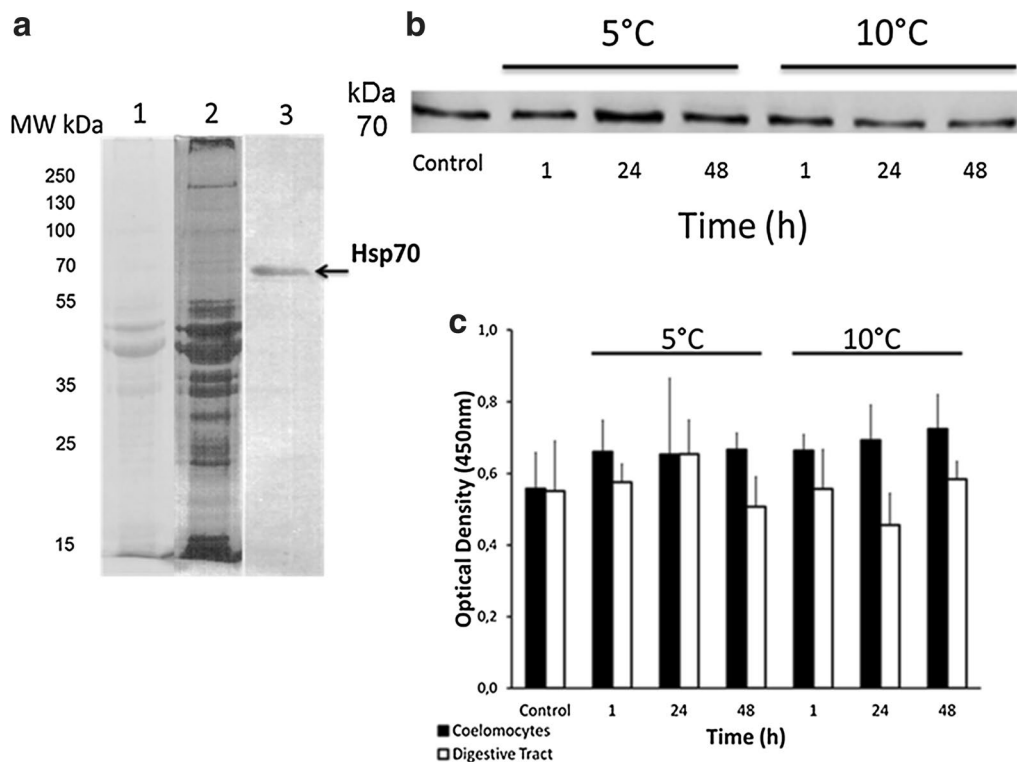 a
MW kDa 1 2 3
250
130
100
70
55
35
25
15
Hsp70
b
5°C 10°C
kDa
70
Control 1 24 48 1 24 48
Time (h)
c
5°C 10°C
Optical Density (450nm)
1,0
0,8
0,6
0,4
0,2
0,0
Control 1 24 48 1 24 48
Time (h)
Coelomocytes
Digestive Tract